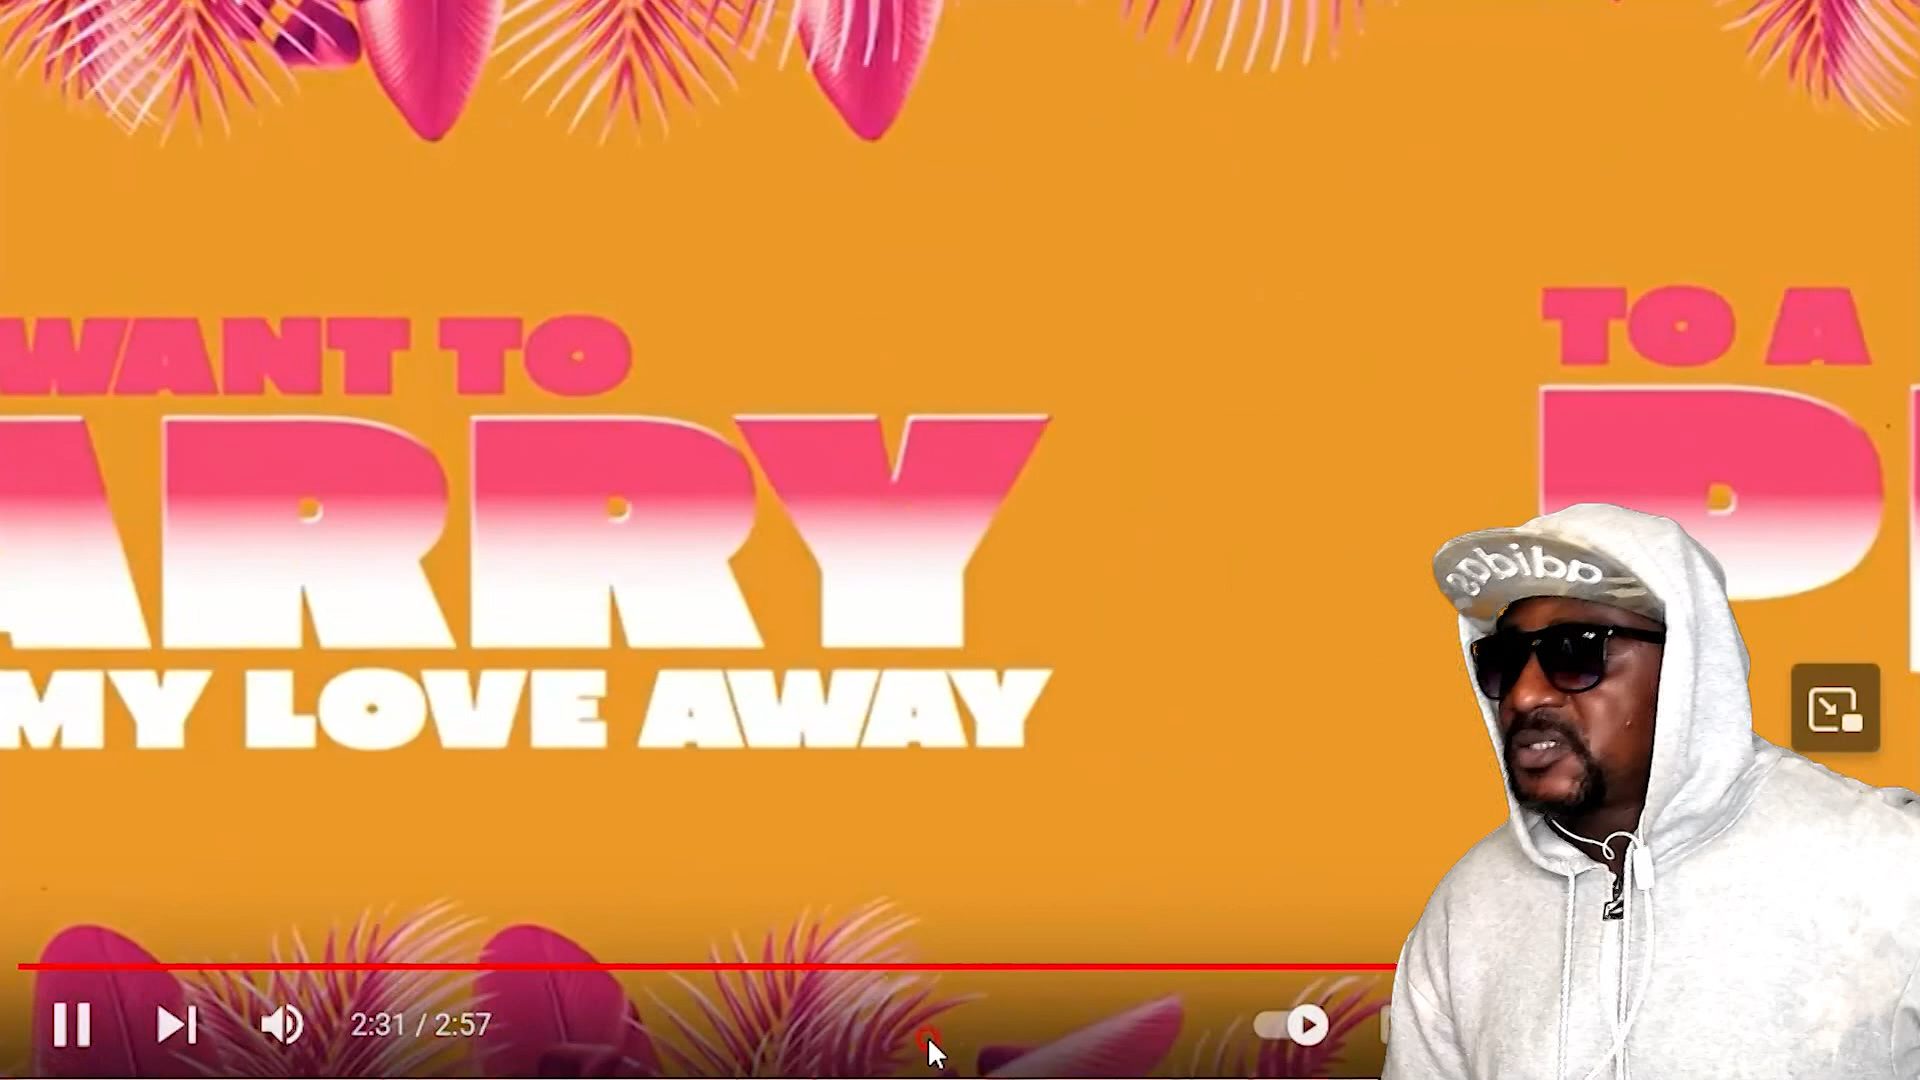 WANT TO
ARRY
MY LOVE AWAY
TO A
adidas
2:31 / 2:57